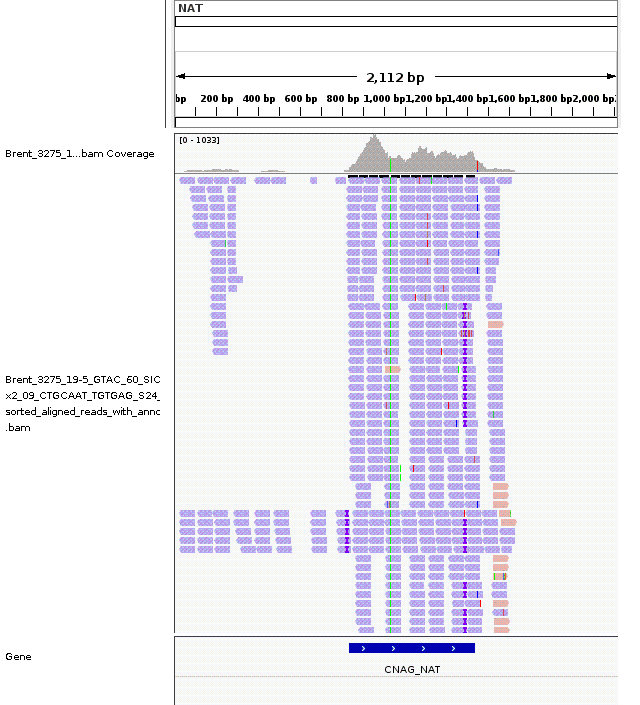 NAT
2,112 bp
bp 200 bp 400 bp 600 bp 800 bp 1,000 bp 1,200 bp 1,400 bp 1,600 bp 1,800 bp 2,000 bp
[0 - 1033]
Brent_3275_1...bam Coverage
Brent_3275_19-5_GTAC_60_SIC
x2_09_CTGCAAT_TGTGAG_S24_
sorted_aligned_reads_with_annc
.bam
Gene
CNAG_NAT